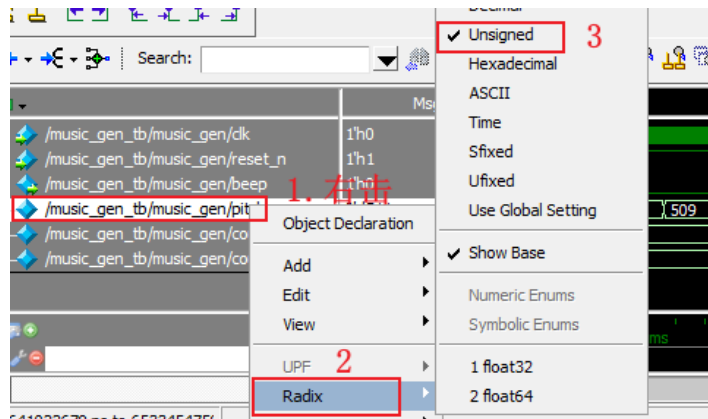 Search:
/music_gen_tb/music_gen/clk
1'h0
/music_gen_tb/music_gen/reset_n
1'h1
/music_gen_tb/music_gen/beep
/music_gen_tb/music_gen/pit
/music_gen_tb/music_gen/co
/music_gen_tb/music_gen/co
1. 右击
Object Declaration
Add
Edit
View
UPF
2
Radix
Decimal
Unsigned
3
Hexadecimal
ASCII
Time
Sfixed
Ufixed
Use Global Setting
Show Base
Numeric Enums
Symbolic Enums
1 float32
2 float64
509
ms